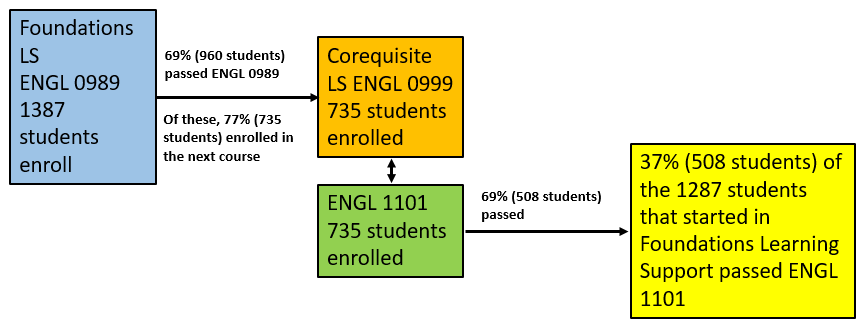 Foundations
LS
ENGL 0989
1387
students
enroll
69% (960 students)
passed ENGL 0989
Of these, 77% (735
students) enrolled in
the next course
Corequisite
LS ENGL 0999
735 students
enrolled
ENGL 1101
735 students
enrolled
69% (508 students)
passed
37% (508 students) of
the 1287 students
that started in
Foundations Learning
Support passed ENGL
1101